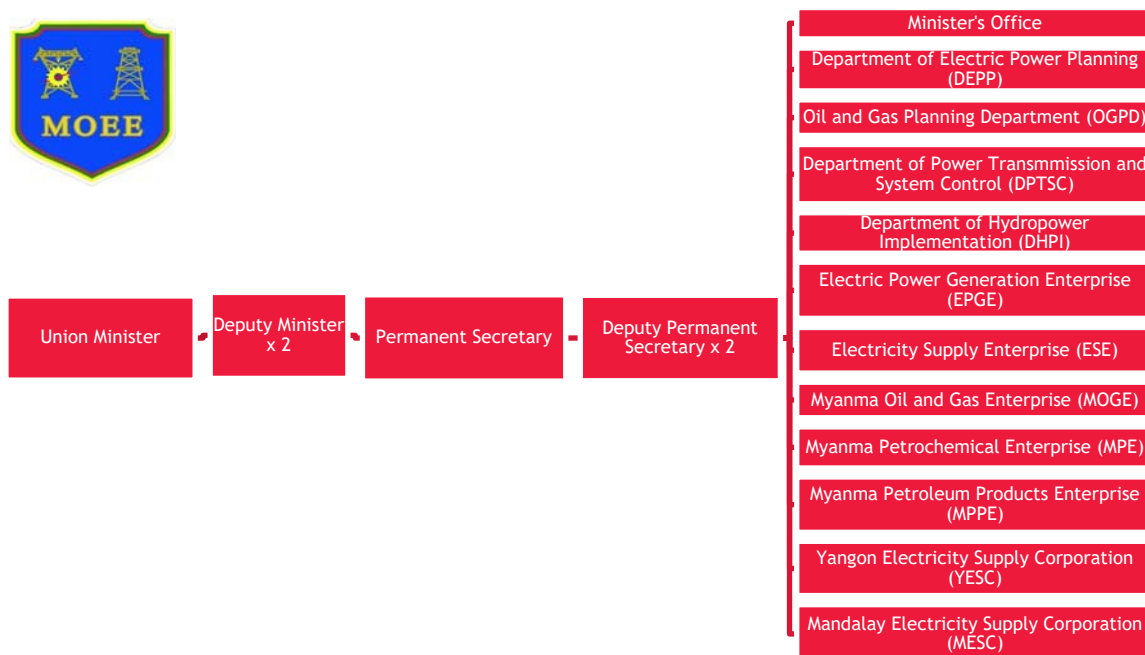 MOEE
Union Minister
Deputy Minister
x 2
Permanent Secretary
Deputy Permanent
Secretary x 2
Minister's Office
Department of Electric Power Planning
(DEPP)
Oil and Gas Planning Department (OGPD)
Department of Power Transmmission and
System Control (DPTSC)
Department of Hydropower
Implementation (DHPI)
Electric Power Generation Enterprise
(EPGE)
Electricity Supply Enterprise (ESE)
Myanma Oil and Gas Enterprise (MOGE)
Myanma Petrochemical Enterprise (MPE)
Myanma Petroleum Products Enterprise
(MPPE)
Yangon Electricity Supply Corporation
(YESC)
Mandalay Electricity Supply Corporation
(MESC)